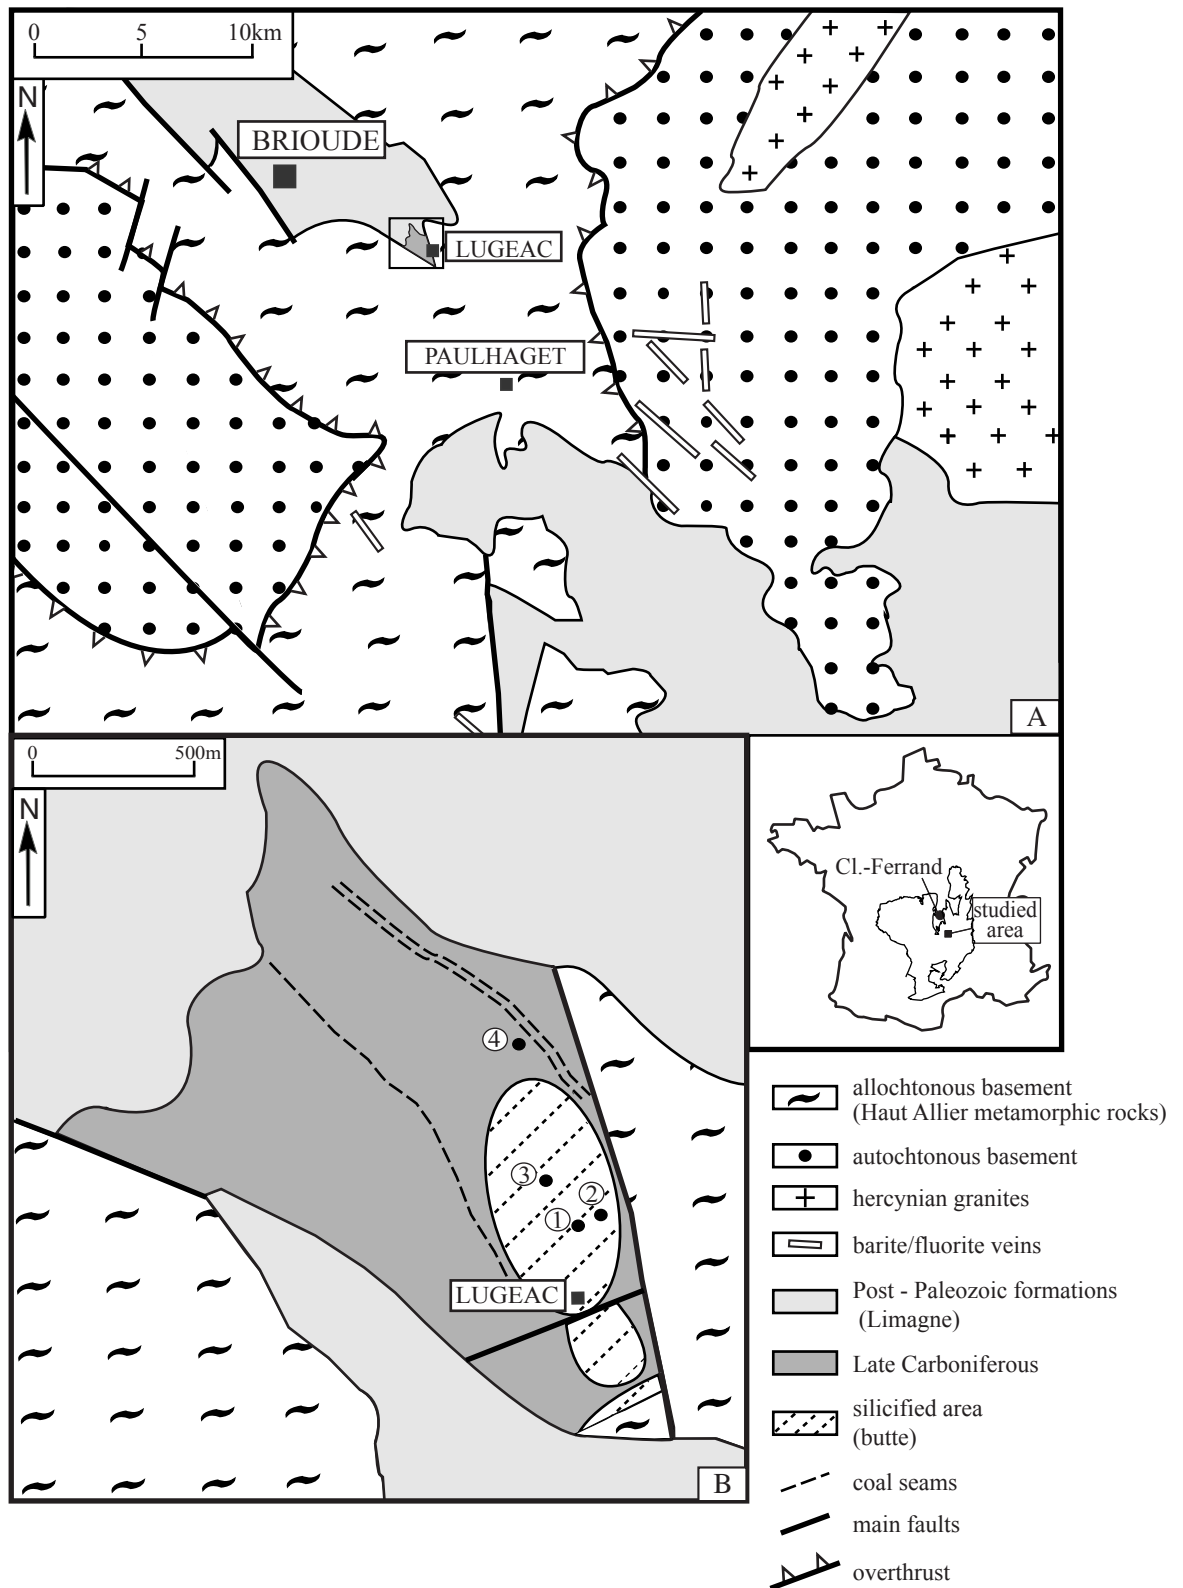 0 5 10km
N
BRIOUDE
LUGEAC
PAULHAGET
A
0 500m
N
4
3
2
1
LUGEAC
B
Cl.-Ferrand
studied
area
allochtonous basement
(Haut Allier metamorphic rocks)
autochtonous basement
hercynian granites
barite/fluorite veins
Post - Paleozoic formations
(Limagne)
Late Carboniferous
silicified area
(butte)
coal seams
main faults
overthrust